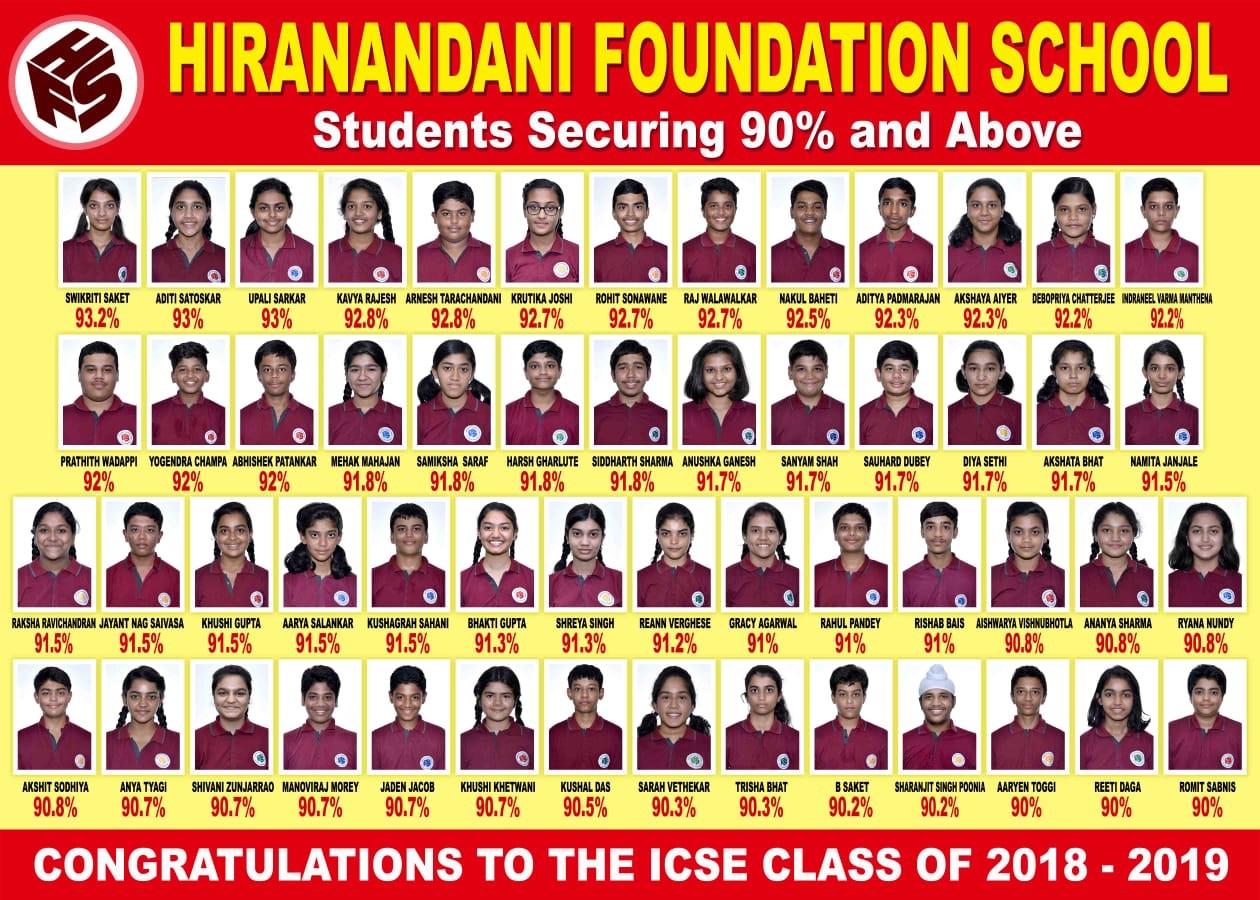 HFS
HIRANANDANI FOUNDATION SCHOOL
Students Securing 90% and Above
SWIKRITI SAKET ADITI SATOSKAR UPALI SARKAR KAVYA RAJESH ARNESH TARACHANDANI KRUTIKA JOSHI ROHIT SONAWANE RAJ WALAWALKAR NAKUL BAHETI ADITYA PADMARAJAN AKSHAYA AIYER DEBOPRIYA CHATTERJEE INDRANEEL VARMA MANTHENA
93.2% 93% 93% 92.8% 92.8% 92.7% 92.7% 92.7% 92.5% 92.3% 92.3% 92.2% 92.2%
PRATHITH WADAPPI YOGENDRA CHAMPA ABHISHEK PATANKAR MEHAK MAHAJAN SAMIKSHA SARAF HARSH GHARLUTE SIDDHARTH SHARMA ANUSHKA GANESH SANYAM SHAH SAUHARD DUBEY DIYA SETHI AKSHATA BHAT NAMITA JANJALE
92% 92% 92% 91.8% 91.8% 91.8% 91.8% 91.7% 91.7% 91.7% 91.7% 91.7% 91.5%
RAKSHA RAVICHANDRAN JAYANT NAG SAIVASA KHUSHI GUPTA AARYA SALANKAR KUSHAGRAH SAHANI BHAKTI GUPTA SHREYA SINGH REANN VERGHESE GRACY AGARWAL RAHUL PANDEY RISHAB BAIS AISHWARYA VISHNUBHOTLA ANANYA SHARMA RYANA NUNDY
91.5% 91.5% 91.5% 91.5% 91.5% 91.3% 91.3% 91.2% 91% 91% 91% 90.8% 90.8% 90.8%
AKSHIT SODHIYA ANYA TYAGI SHIVANI ZUNJARRAO MANOVIRAJ MOREY JADEN JACOB KHUSHI KHETWANI KUSHAL DAS SARAH VETHEKAR TRISHA BHAT B SAKET SHARANJIT SINGH POONIA AARYEN TOGGI REETI DAGA ROMIT SABNIS
90.8% 90.7% 90.7% 90.7% 90.7% 90.7% 90.5% 90.3% 90.3% 90.2% 90.2% 90% 90% 90%
CONGRATULATIONS TO THE ICSE CLASS OF 2018 - 2019